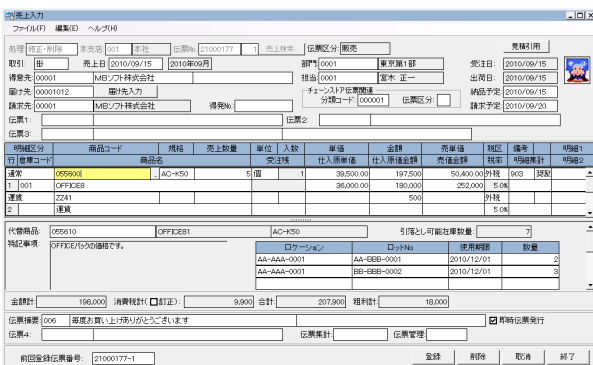 売上入力
ファイル(F) 編集(E) ヘルプ(H)
処理 修正・削除 本支店 001 本社 伝票No. 21000177 1 売上検索... 伝票区分: 販売 見積引用
取引: 掛 売上日: 2010/09/15 2010年09月 部門: 0001 東京第1部 受注日: 2010/09/15
得意先: 00001 MBソフト株式会社 担当: 0001 宮本 正一 出荷日: 2010/09/15
届け先: 00001012 届け先入力 チェーンストア伝票関連 納品予定: 2010/09/15
分類コード: 000001 伝票区分:
請求先: 00001 MBソフト株式会社 得発No.: 請求予定: 2010/09/20
伝票1: 伝票2:
伝票3:
明細区分 商品コード 規格 売上数量 単位 入数 単価 金額 売単価 税区 備考 明細1
行 倉庫コード 商品名 受注残 仕入原単価 仕入原価金額 売価金額 税率 明細集計 明細2
通常 055600 ... AC-K50 5 個 1 39,500.00 197,500 50,400.00 外税 903
1 001 OFFICE8 36,000.00 180,000 252,000 5.0%
運賃 ZZ41 500 外税
2 運賃 5.0%
代替商品: 055610 OFFICE81 AC-K50 引落とし可能在庫数量: 7
特記事項: OFFICEパックの価格です。
ロケーション ロットNo 使用期限 数量
AA-AAA-0001 AA-BBB-0001 2010/12/01 2
AA-AAA-0001 BB-BBB-0002 2010/12/01 3
金額計: 198,000 消費税計(訂正): 9,900 合計: 207,900 粗利計: 18,000
伝票摘要: 006 毎度お買い上げありがとうございます 即時伝票発行
伝票4: 伝票集計: 伝票管理:
前回登録伝票番号: 21000177-1 登録 削除 取消 終了